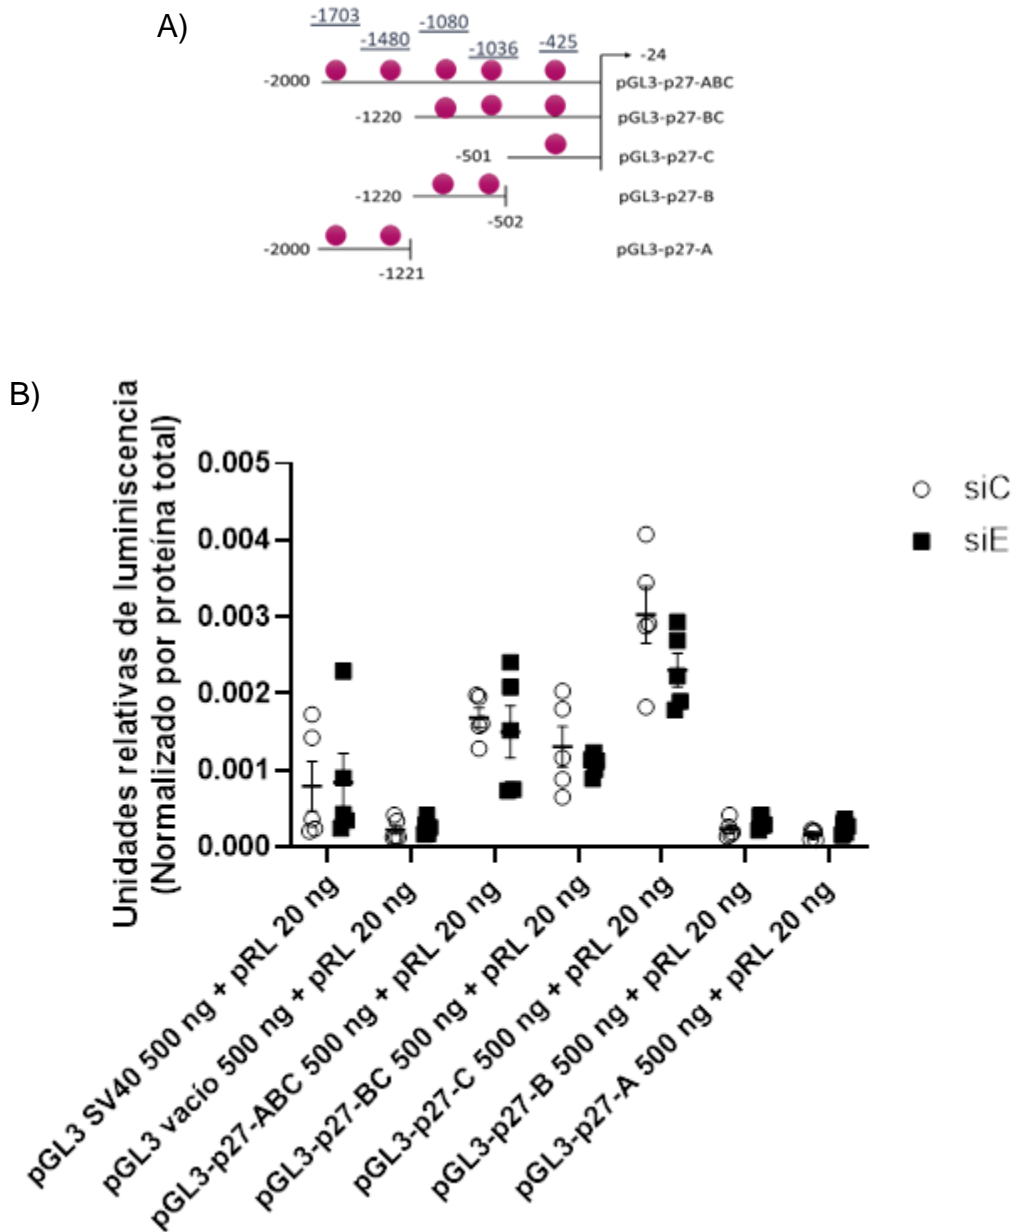 A)
-1703
-1080
-1480
-1036
-425
-24
-2000
pGL3-p27-ABC
-1220
pGL3-p27-BC
-501
pGL3-p27-C
-1220
pGL3-p27-B
-502
-2000
pGL3-p27-A
-1221
B)
Unidades relativas de luminiscencia
(Normalizado por proteína total)
0.005
0.004
0.003
0.002
0.001
0.000
siC
siE
pGL3 SV40 500 ng + pRL 20 ng
pGL3 vacío 500 ng + pRL 20 ng
pGL3-p27-ABC 500 ng + pRL 20 ng
pGL3-p27-BC 500 ng + pRL 20 ng
pGL3-p27-C 500 ng + pRL 20 ng
pGL3-p27-B 500 ng + pRL 20 ng
pGL3-p27-A 500 ng + pRL 20 ng